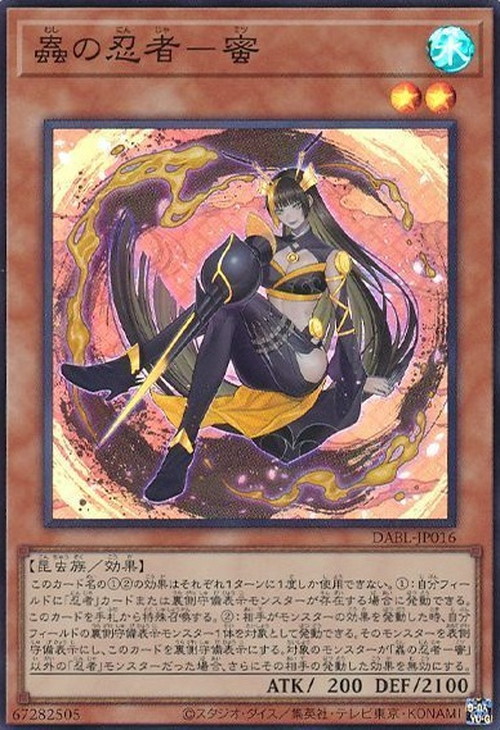 蟲の忍者－蜜
水
DABL-JP016
【昆虫族／効果】
このカード名の①②の効果はそれぞれ1ターンに1度しか使用できない。①：自分フィー
ルドに「忍者」カードまたは裏側守備表示モンスターが存在する場合に発動できる。
このカードを手札から特殊召喚する。②：相手がモンスターの効果を発動した時、自分
フィールドの裏側守備表示モンスター1体を対象として発動できる。そのモンスターを表側
守備表示にし、このカードを裏側守備表示にする。対象のモンスターが「蟲の忍者－蜜」
以外の「忍者」モンスターだった場合、さらにその相手の発動した効果を無効にする。
ATK/ 200 DEF/2100
67282505
©スタジオ・ダイス／集英社・テレビ東京・KONAMI